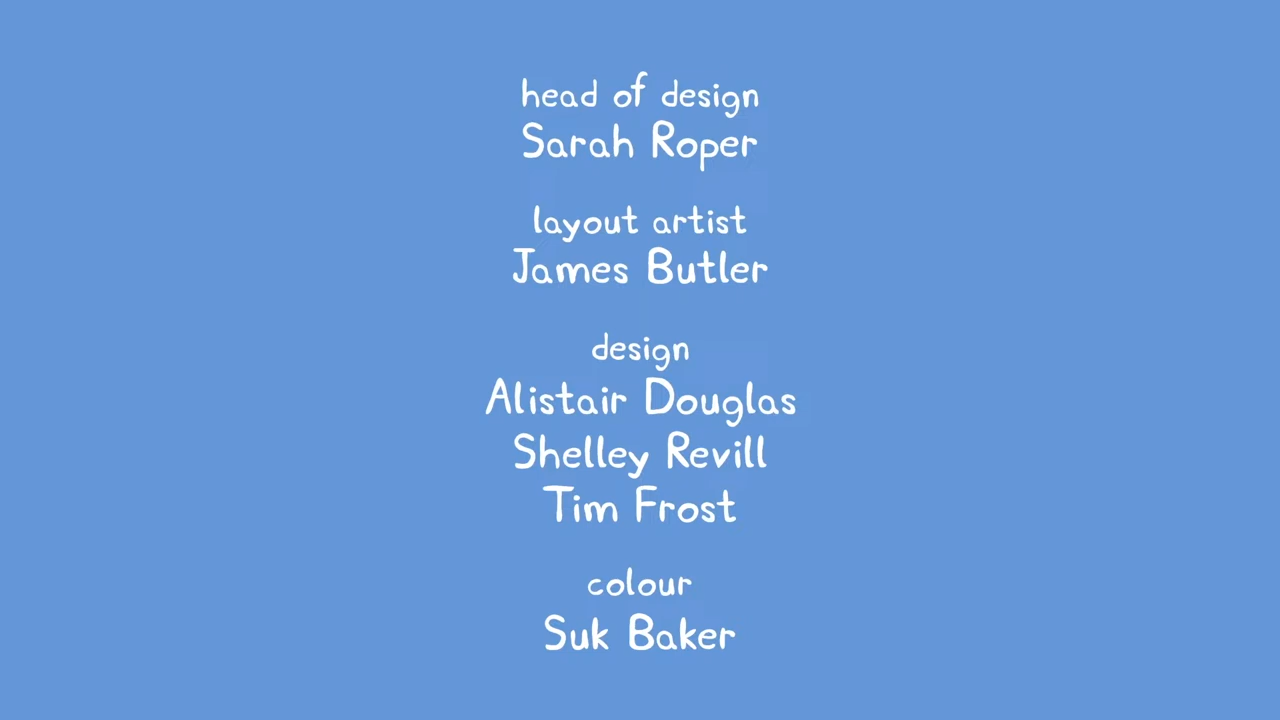 head of design
Sarah Roper
layout artist
James Butler
design
Alistair Douglas
Shelley Revill
Tim Frost
colour
Suk Baker